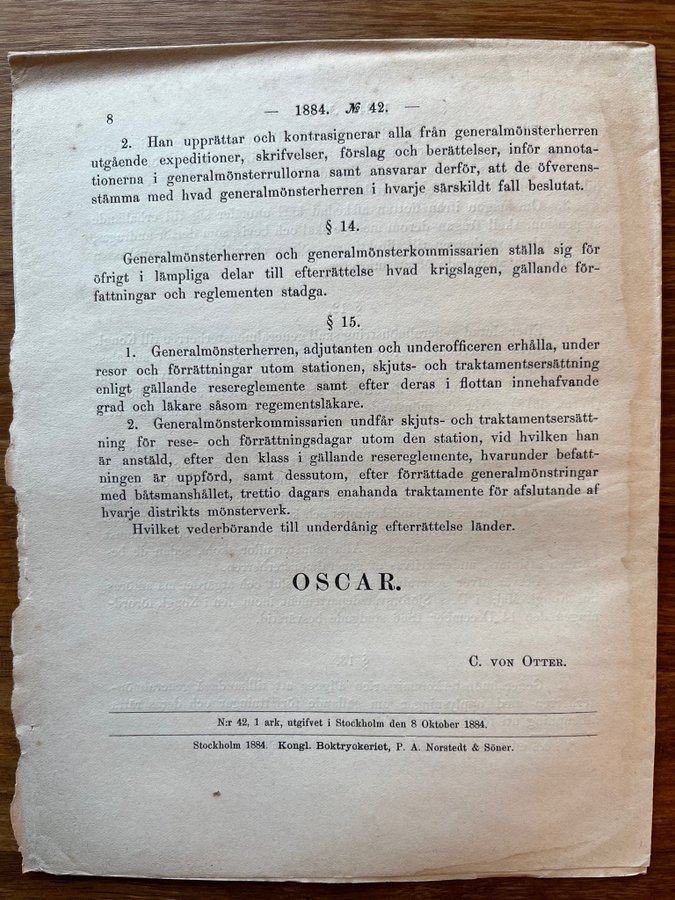 8
— 1884. № 42. —
2. Han upprättar och kontrasignerar alla från generalmönsterherren
utgående expeditioner, skrifvelser, förslag och berättelser, inför annota-
tionerna i generalmönsterrullorna samt ansvarar derför, att de öfverens-
stämma med hvad generalmönsterherren i hvarje särskildt fall beslutat.
§ 14.
Generalmönsterherren och generalmönsterkommissarien ställa sig för
öfrigt i lämpliga delar till efterrättelse hvad krigslagen, gällande för-
fattningar och reglementen stadga.
§ 15.
1. Generalmönsterherren, adjutanten och underofficeren erhålla, under
resor och förrättningar utom stationen, skjuts- och traktamentsersättning
enligt gällande resereglemente samt efter deras i flottan innehafvande
grad och läkare såsom regementsläkare.
2. Generalmönsterkommissarien undfår skjuts- och traktamentsersätt-
ning för rese- och förrättningsdagar utom den station, vid hvilken han
är anstäld, efter den klass i gällande resereglemente, hvarunder befatt-
ningen är uppförd, samt dessutom, efter förrättade generalmönstringar
med båtsmanshållet, trettio dagars enahanda traktamente för afslutande af
hvarje distrikts mönsterverk.
Hvilket vederbörande till underdånig efterrättelse länder.
OSCAR.
C. VON OTTER.
N:r 42, 1 ark, utgifvet i Stockholm den 8 Oktober 1884.
Stockholm 1884. Kongl. Boktryckeriet, P. A. Norstedt & Söner.